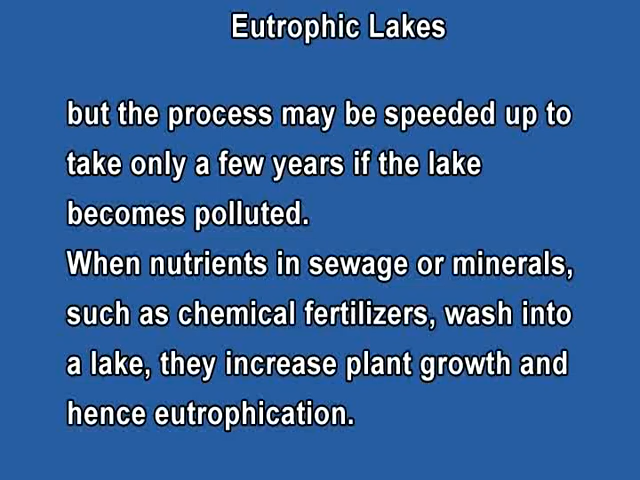 Eutrophic Lakes
but the process may be speeded up to
take only a few years if the lake
becomes polluted.
When nutrients in sewage or minerals,
such as chemical fertilizers, wash into
a lake, they increase plant growth and
hence eutrophication.